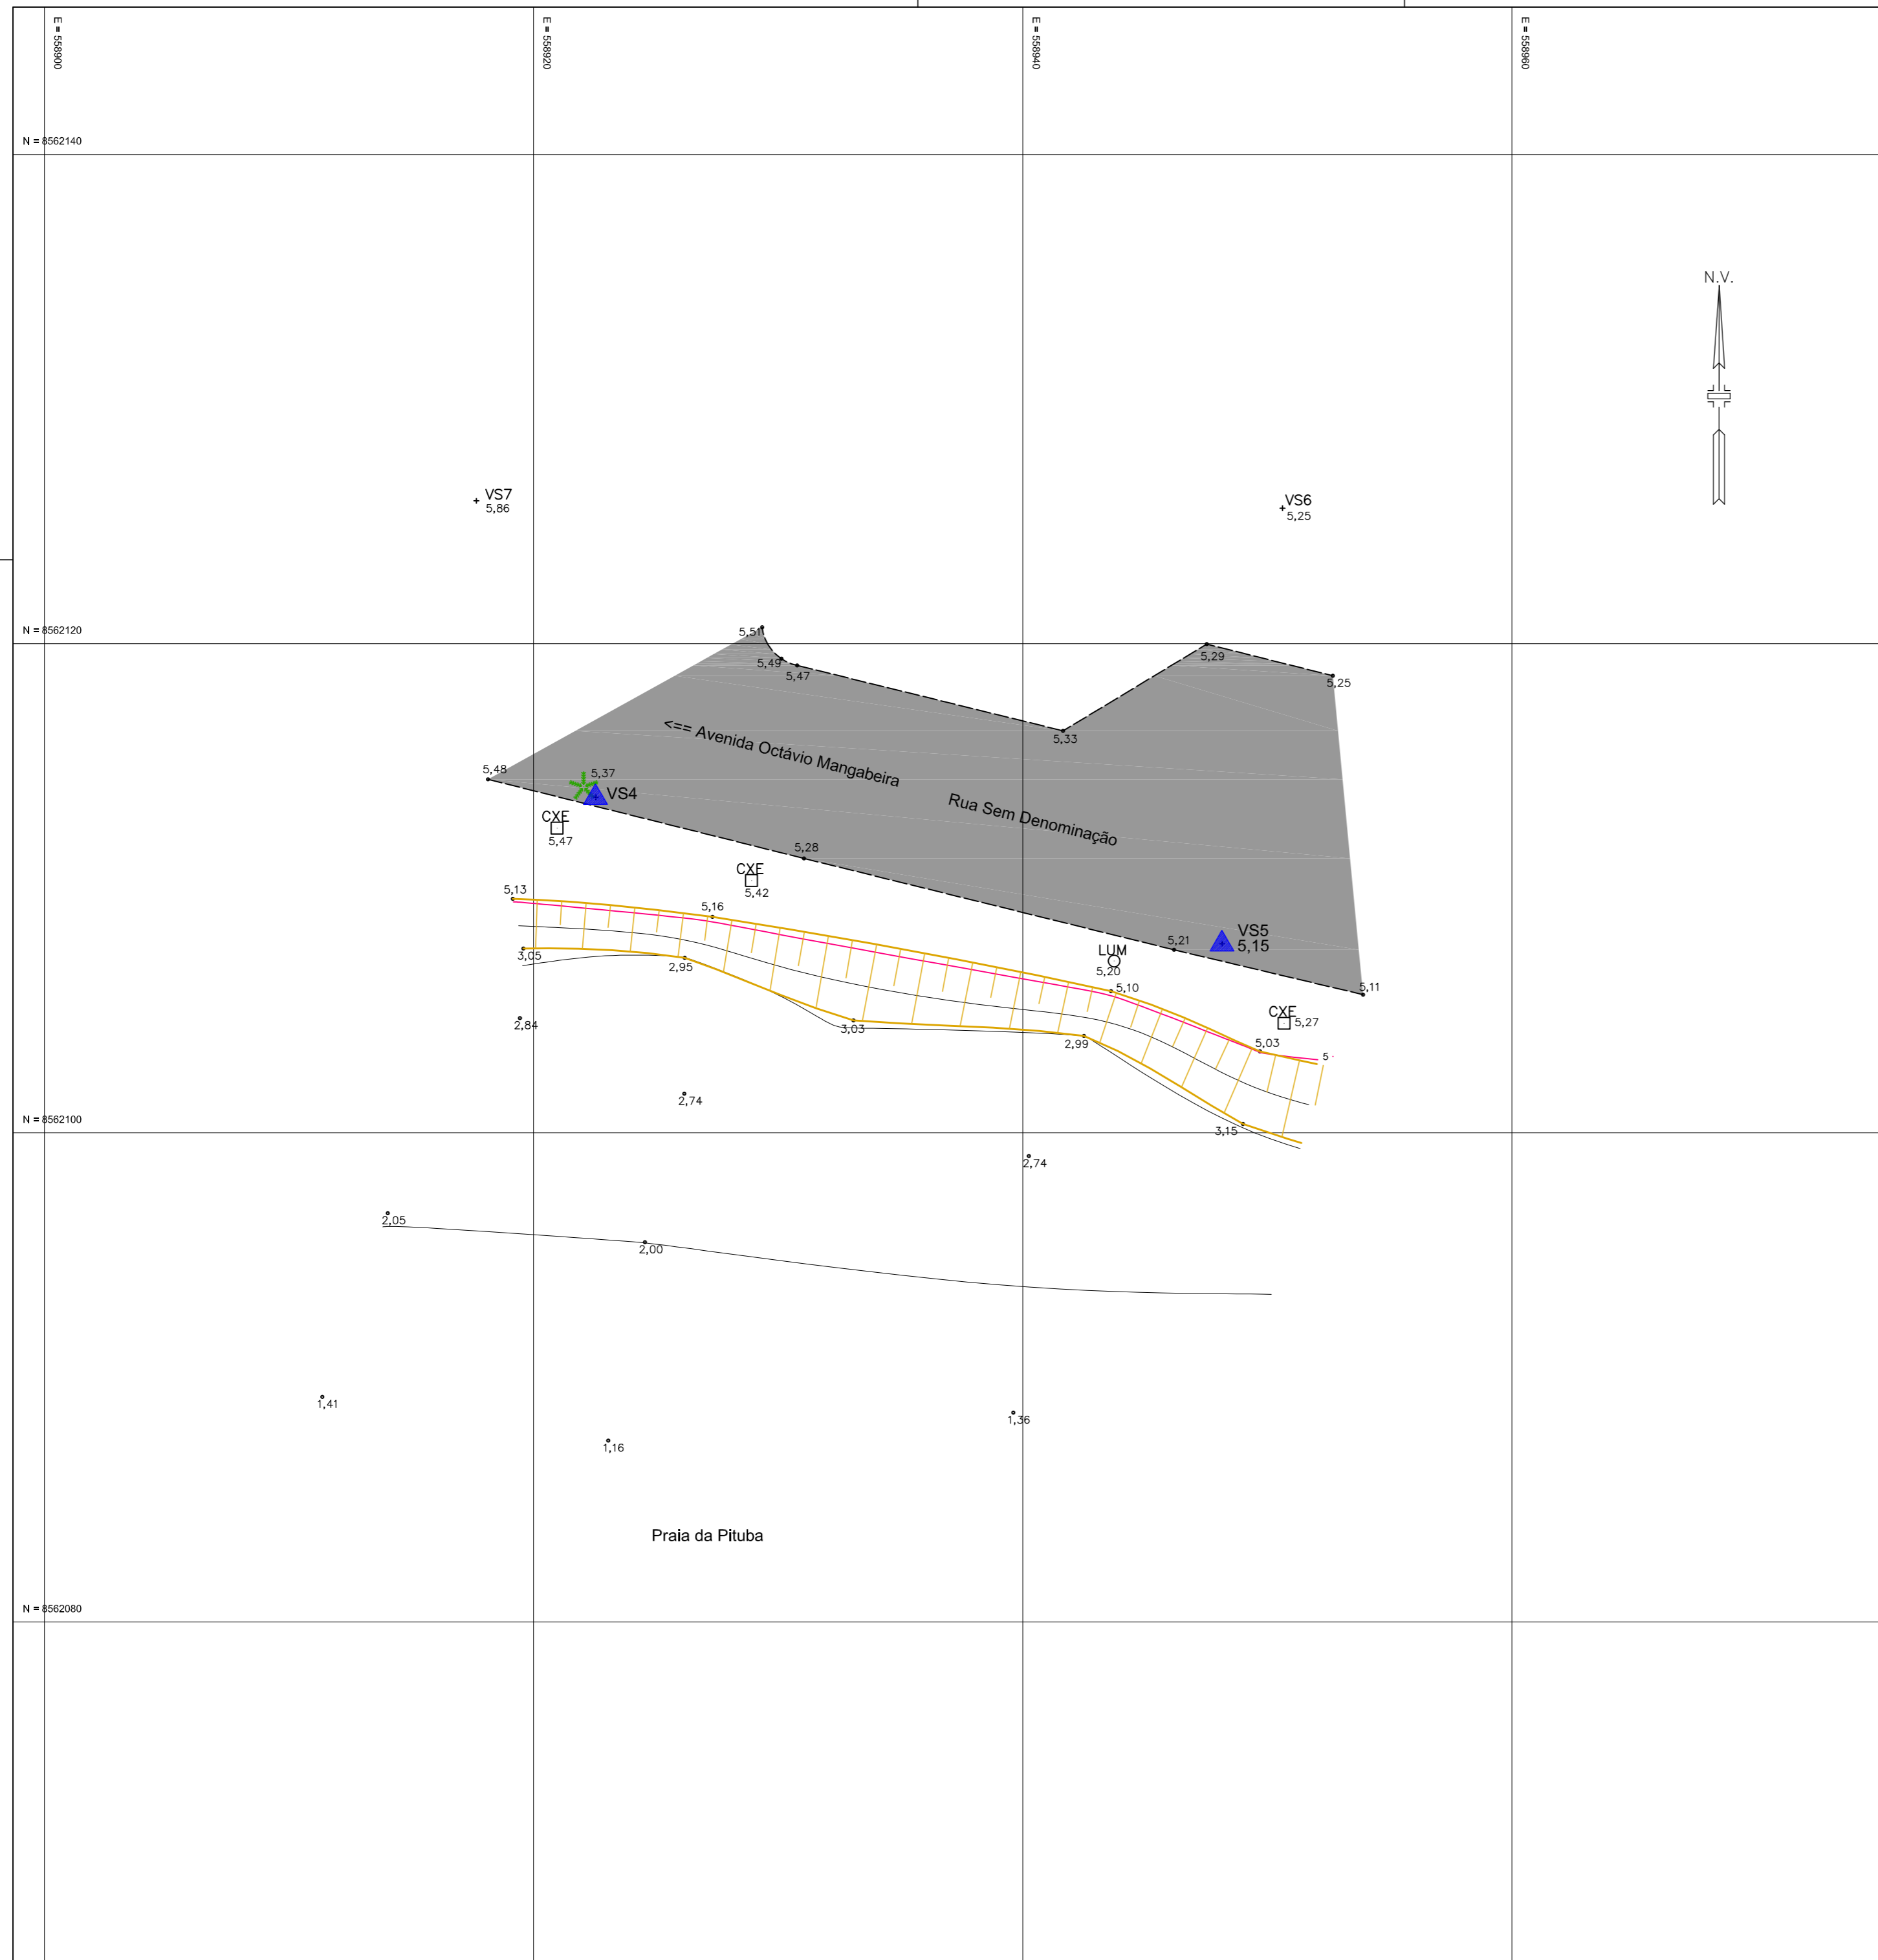 E = 558900
E = 558920
E = 558940
E = 558960
N = 8562140
N.V.
VS7
5,86
VS6
5,25
N = 8562120
5,51
5,49
5,47
5,29
5,25
5,33
<== Avenida Octávio Mangabeira
Rua Sem Denominação
5,48
5,37
VS4
CXE
5,47
5,28
CXE
5,42
5,13
5,16
VS5
5,15
5,21
LUM
5,20
3,05
2,95
5,10
5,11
CXE
5,27
2,84
3,03
2,99
5,03
5
2,74
N = 8562100
3,15
2,74
2,05
2,00
1,41
1,36
1,16
Praia da Pituba
N = 8562080